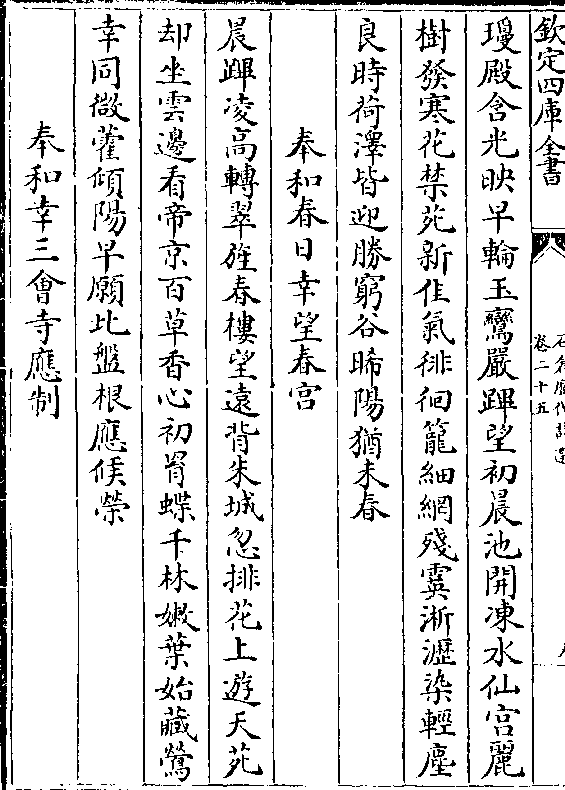 欽定四庫全書
石倉歷代詩選
卷二十五
璦殿含光映早輪玉鸞嚴蹕望初晨池開凍水仙宮麗
樹發寒花禁苑新佳氣徘徊籠細網殘霙淅瀝染輕塵
良時荷澤皆迎勝窮谷晞陽猶未春
奉和春日幸望春宮
晨蹕凌高轉翠旌春樓望遠背朱城忽排花上遊天苑
却坐雲邊看帝京百草香心初罥蝶千林嫩葉始藏鶯
幸同微藿傾陽早願比盤根應候榮
奉和幸三會寺應制